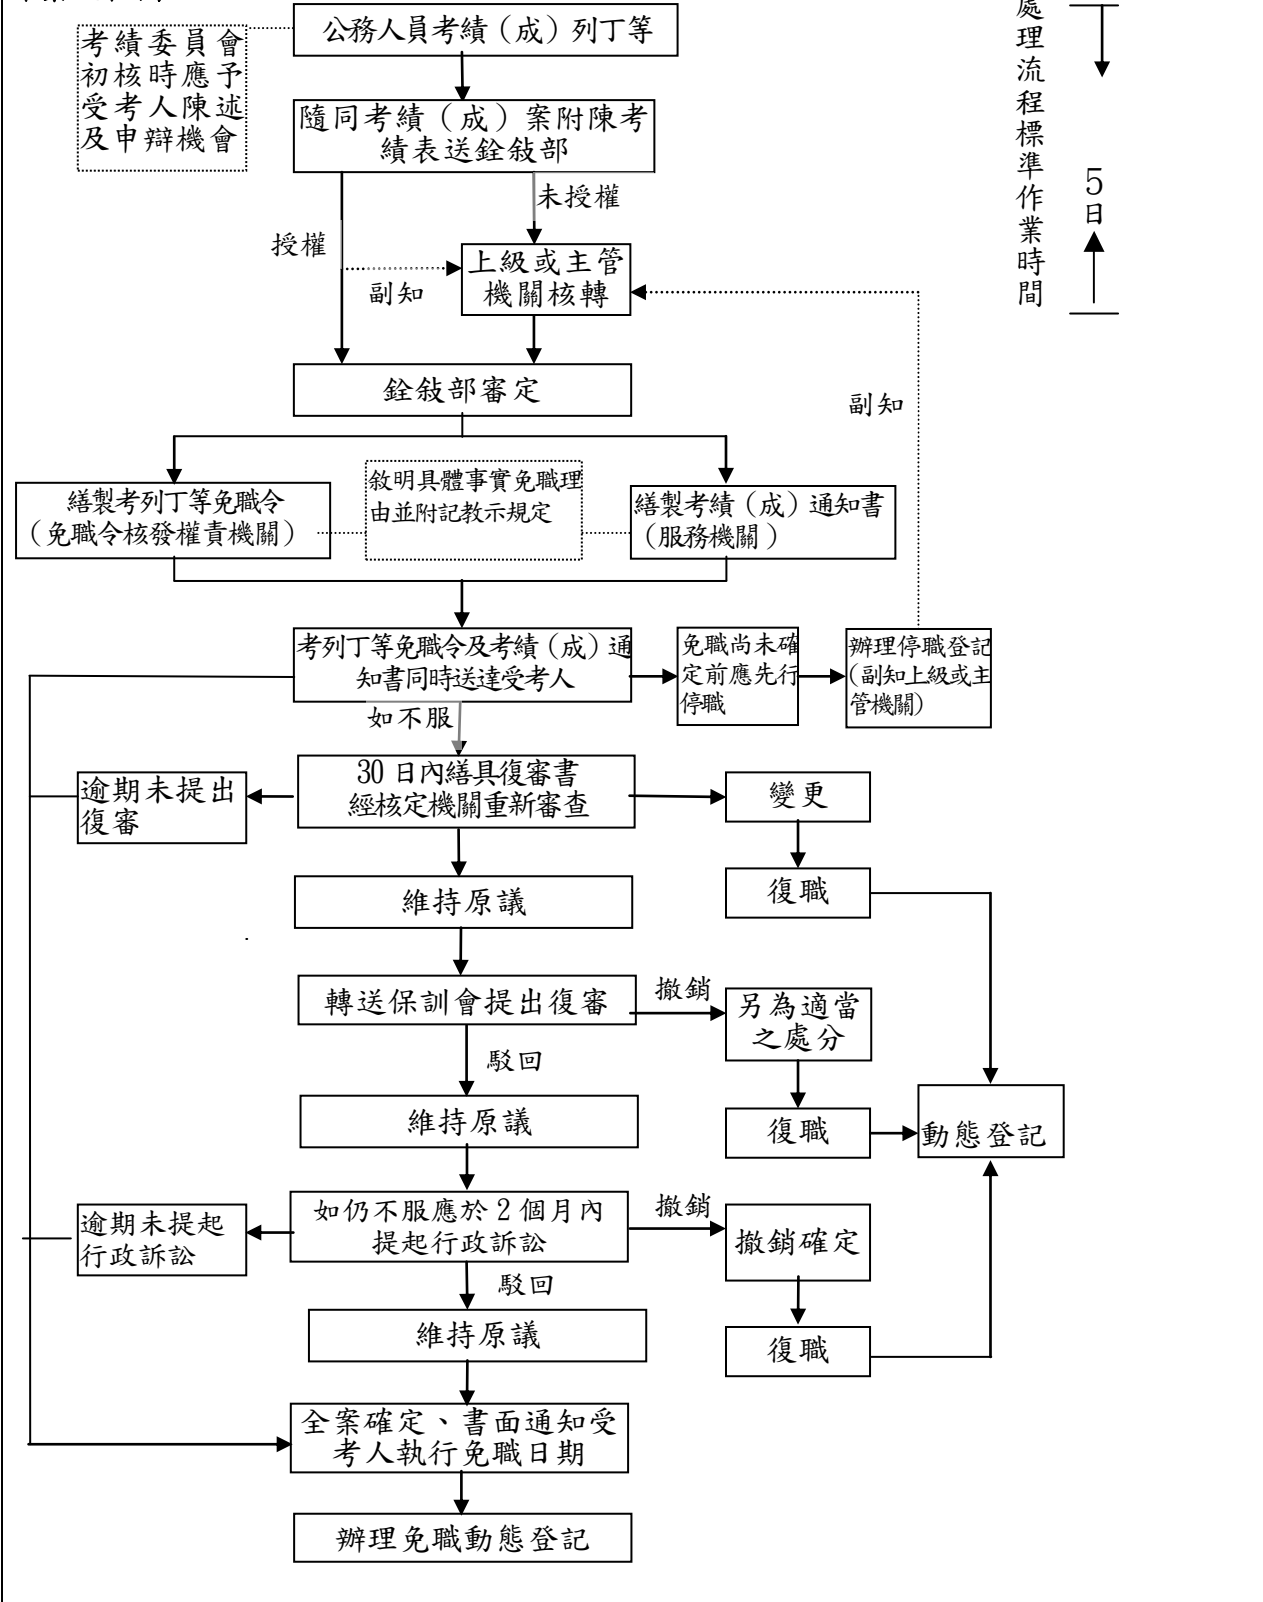 公務人員考績（成）列丁等
考績委員會
初核時應予
受考人陳述
及申辯機會
隨同考績（成）案附陳考
績表送銓敍部
未授權
授權
副知
上級或主管
機關核轉
銓敍部審定
副知
繕製考列丁等免職令
（免職令核發權責機關）
敘明具體事實免職理
由並附記教示規定
繕製考績（成）通知書
（服務機關）
考列丁等免職令及考績（成）通
知書同時送達受考人
免職尚未確
定前應先行
停職
辦理停職登記
(副知上級或主
管機關)
如不服
30 日內繕具復審書
經核定機關重新審查
逾期未提出
復審
變更
復職
維持原議
轉送保訓會提出復審
撤銷
另為適當
之處分
駁回
維持原議
復職
動態登記
如仍不服應於 2 個月內
提起行政訴訟
逾期未提起
行政訴訟
撤銷
撤銷確定
駁回
維持原議
復職
全案確定、書面通知受
考人執行免職日期
辦理免職動態登記
處理流程標準作業時間
5
日